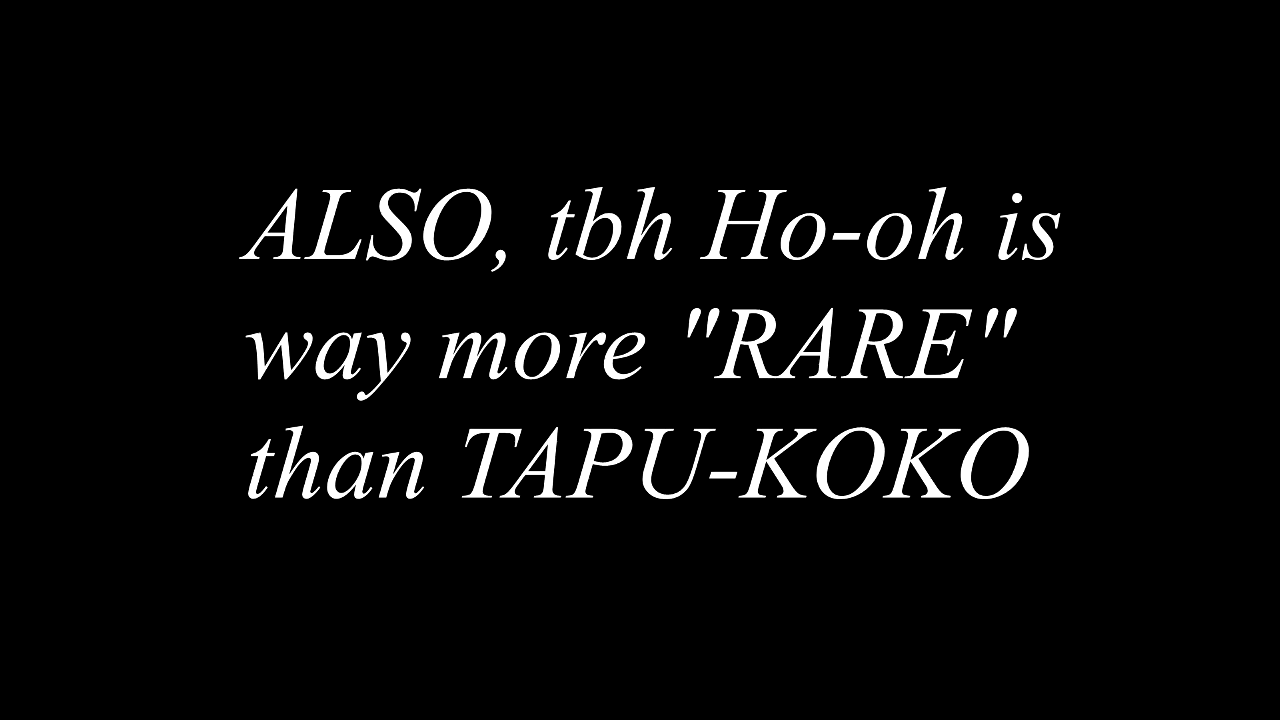 ALSO, tbh Ho-oh is
way more "RARE"
than TAPU-KOKO